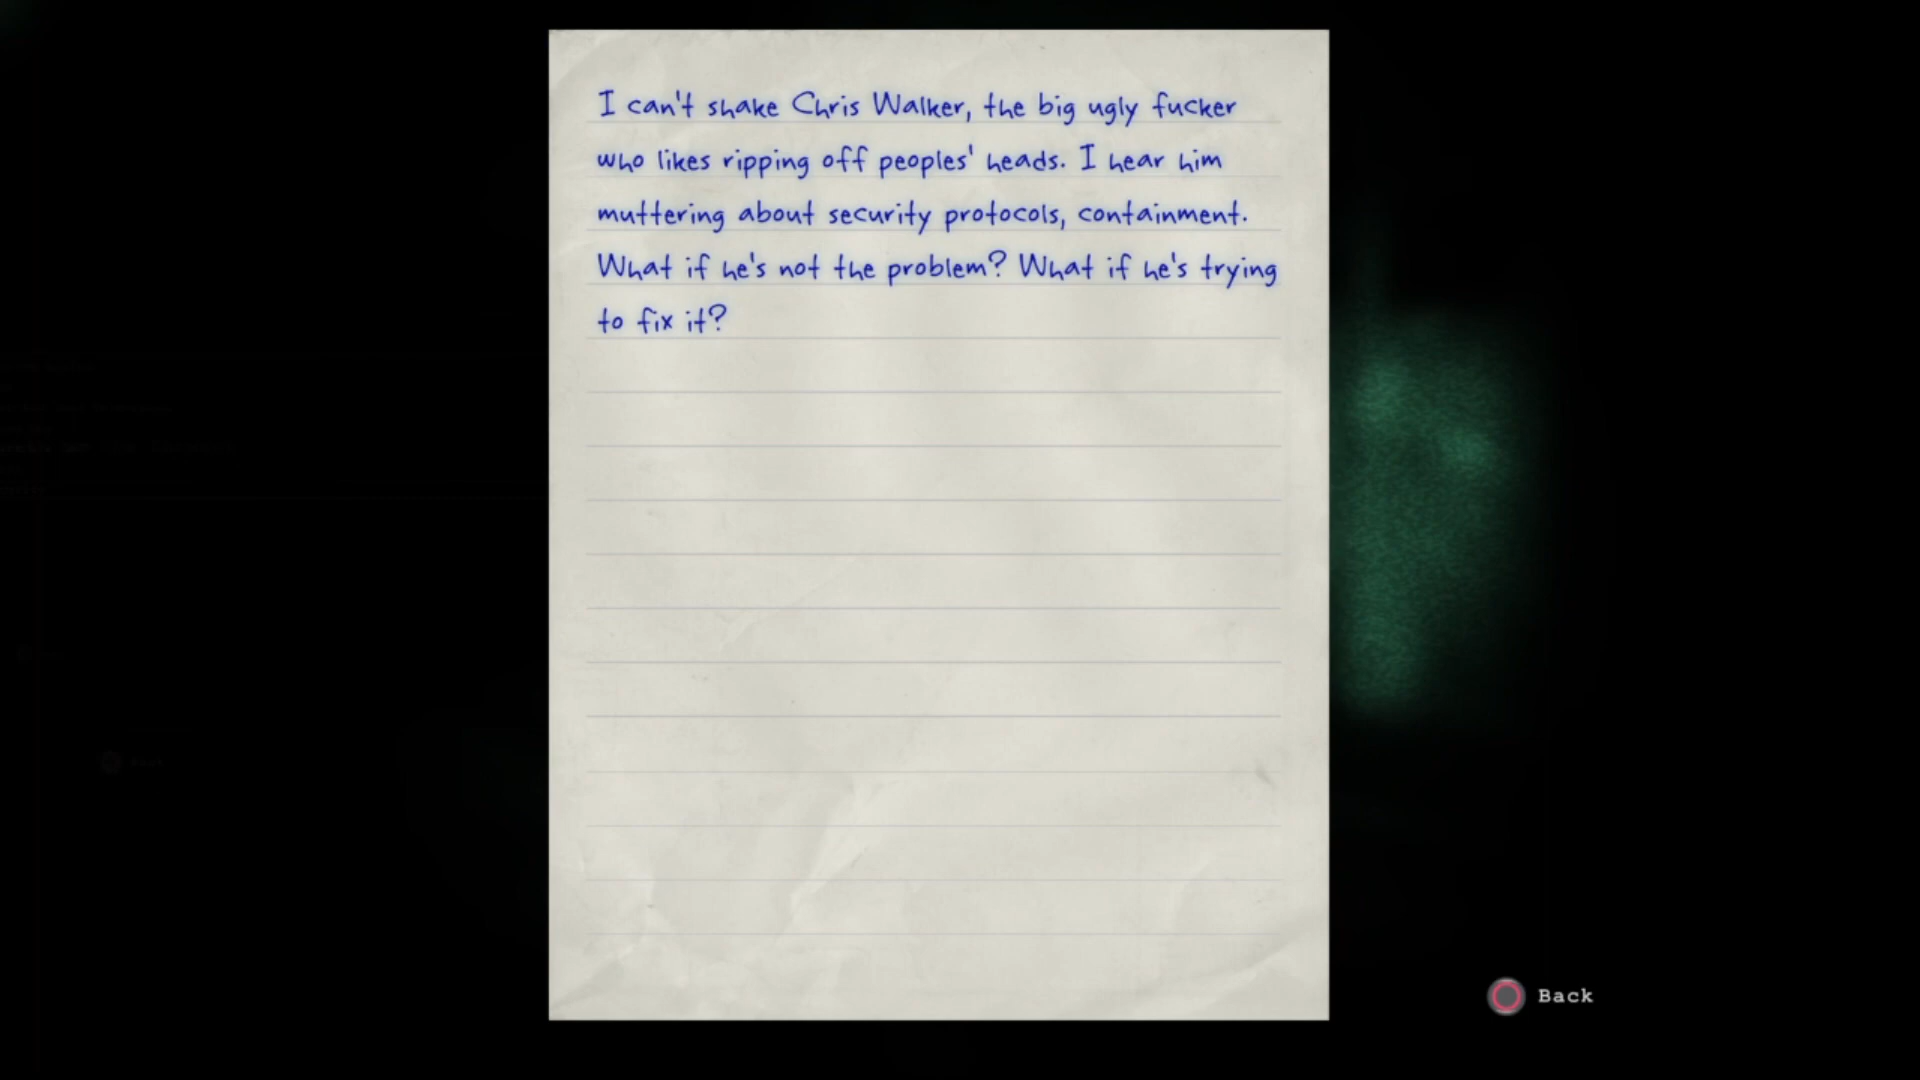 I can't shake Chris Walker, the big ugly fucker
who likes ripping off peoples' heads. I hear him
muttering about security protocols, containment.
What if he's not the problem? What if he's trying
to fix it?
Back